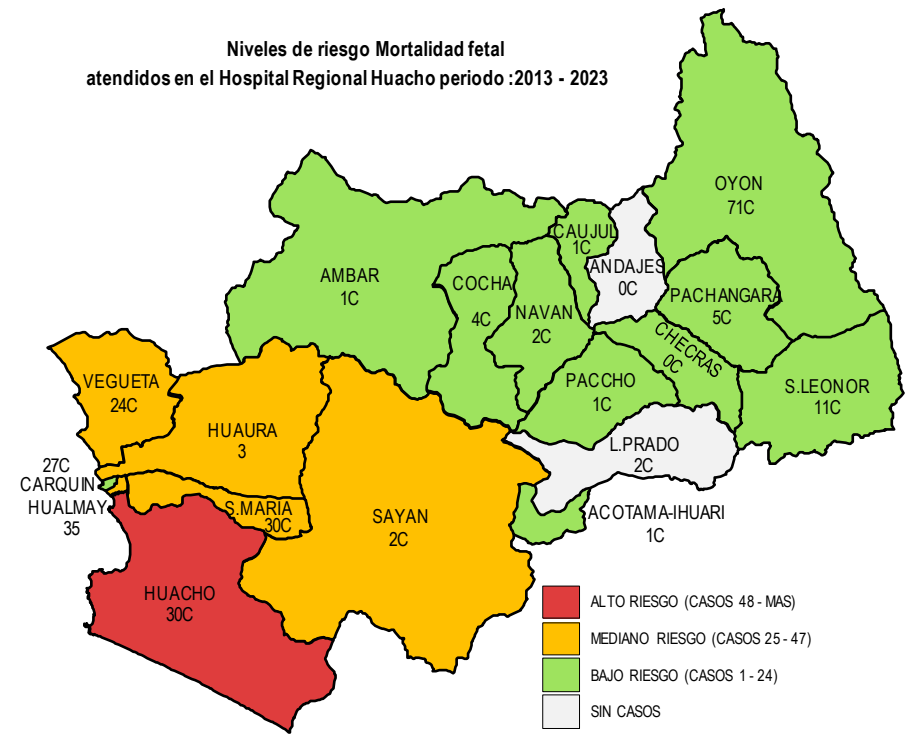 Niveles de riesgo Mortalidad fetal
atendidos en el Hospital Regional Huacho periodo :2013 - 2023
OYON
71C
CAUJUL
1C
ANDAJES
0C
AMBAR
1C
COCHA
4C
NAVAN
2C
PACHANGARA
5C
CHECRAS
0C
VEGUETA
24C
PACCHO
1C
S.LEONOR
11C
HUAURA
3
L.PRADO
2C
27C
CARQUIN
HUALMAY
35
S.MARIA
30C
SAYAN
2C
ACOTAMA-IHUARI
1C
HUACHO
30C
ALTO RIESGO (CASOS 48 - MAS)
MEDIANO RIESGO (CASOS 25 - 47)
BAJO RIESGO (CASOS 1 - 24)
SIN CASOS